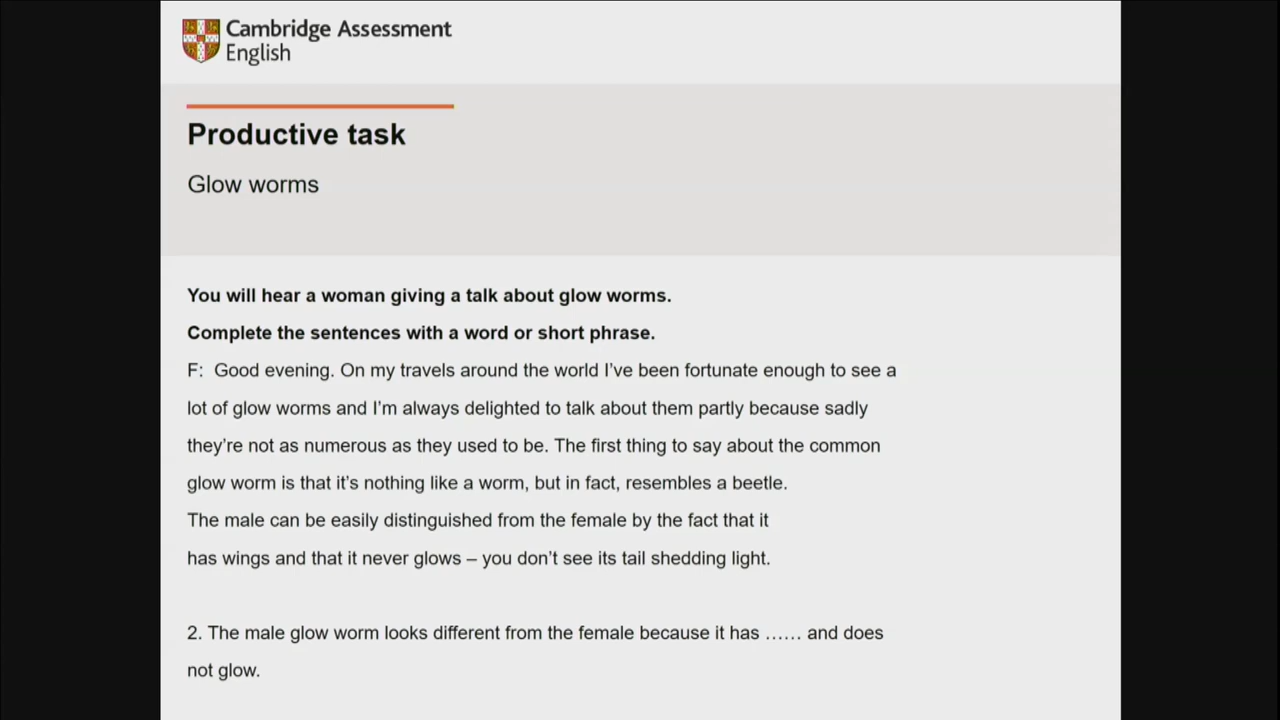 Cambridge Assessment
English
Productive task
Glow worms
You will hear a woman giving a talk about glow worms.
Complete the sentences with a word or short phrase.
F:  Good evening. On my travels around the world I’ve been fortunate enough to see a
lot of glow worms and I’m always delighted to talk about them partly because sadly
they’re not as numerous as they used to be. The first thing to say about the common
glow worm is that it’s nothing like a worm, but in fact, resembles a beetle.
The male can be easily distinguished from the female by the fact that it
has wings and that it never glows – you don’t see its tail shedding light.
2. The male glow worm looks different from the female because it has …… and does
not glow.